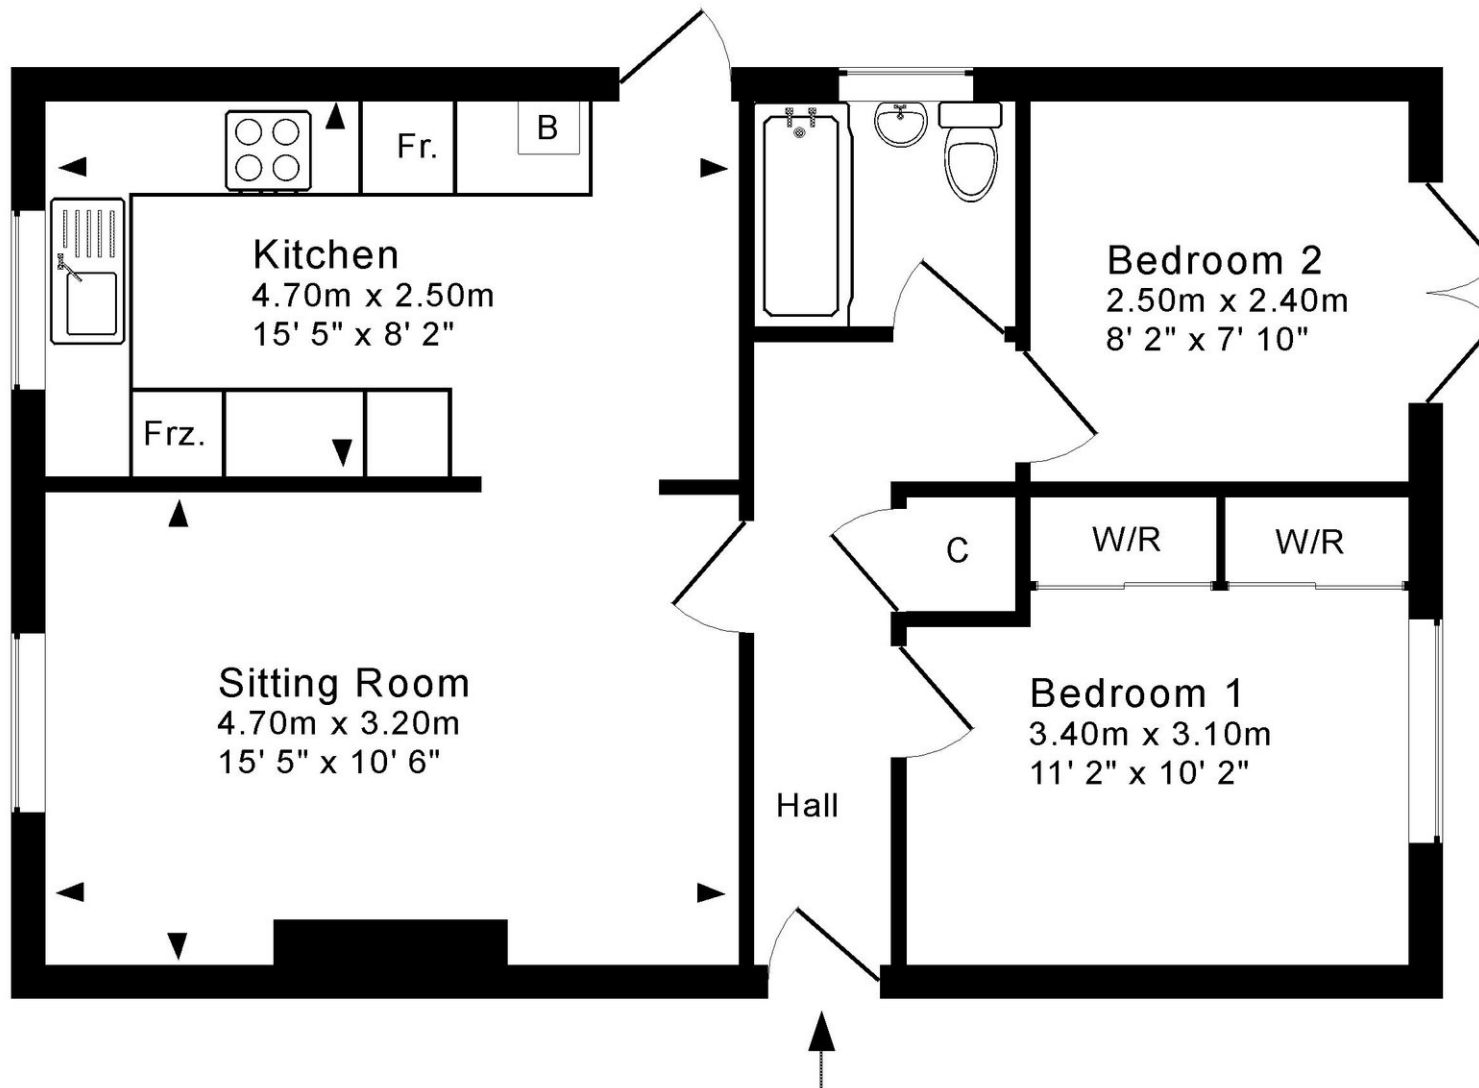 Fr.
B
Kitchen
4.70m x 2.50m
15' 5" x 8' 2"
Bedroom 2
2.50m x 2.40m
8' 2" x 7' 10"
Frz.
C
W/R
W/R
Sitting Room
4.70m x 3.20m
15' 5" x 10' 6"
Bedroom 1
3.40m x 3.10m
11' 2" x 10' 2"
Hall